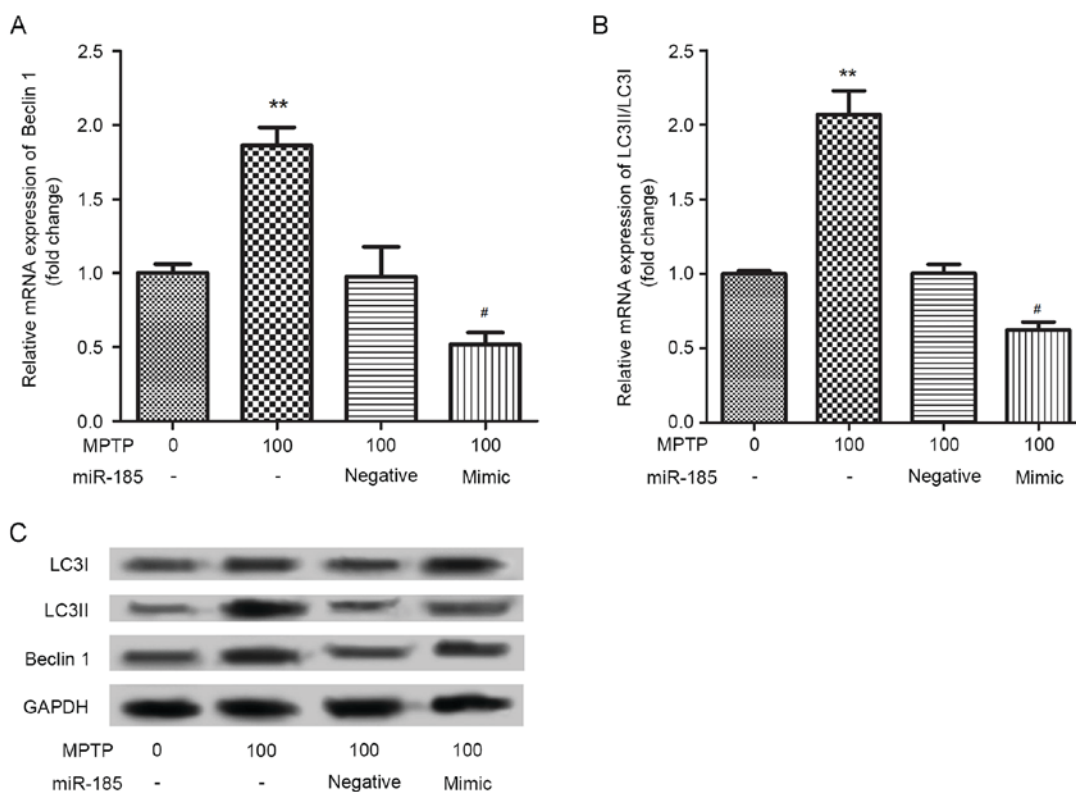 A
Relative mRNA expression of Beclin 1
(fold change)
2.5
2.0
1.5
1.0
0.5
0.0
**
#
MPTP 0 100 100 100
miR-185 - - Negative Mimic
B
Relative mRNA expression of LC3II/LC3I
(fold change)
2.5
2.0
1.5
1.0
0.5
0.0
**
#
MPTP 0 100 100 100
miR-185 - - Negative Mimic
C
LC3I
LC3II
Beclin 1
GAPDH
MPTP 0 100 100 100
miR-185 - - Negative Mimic